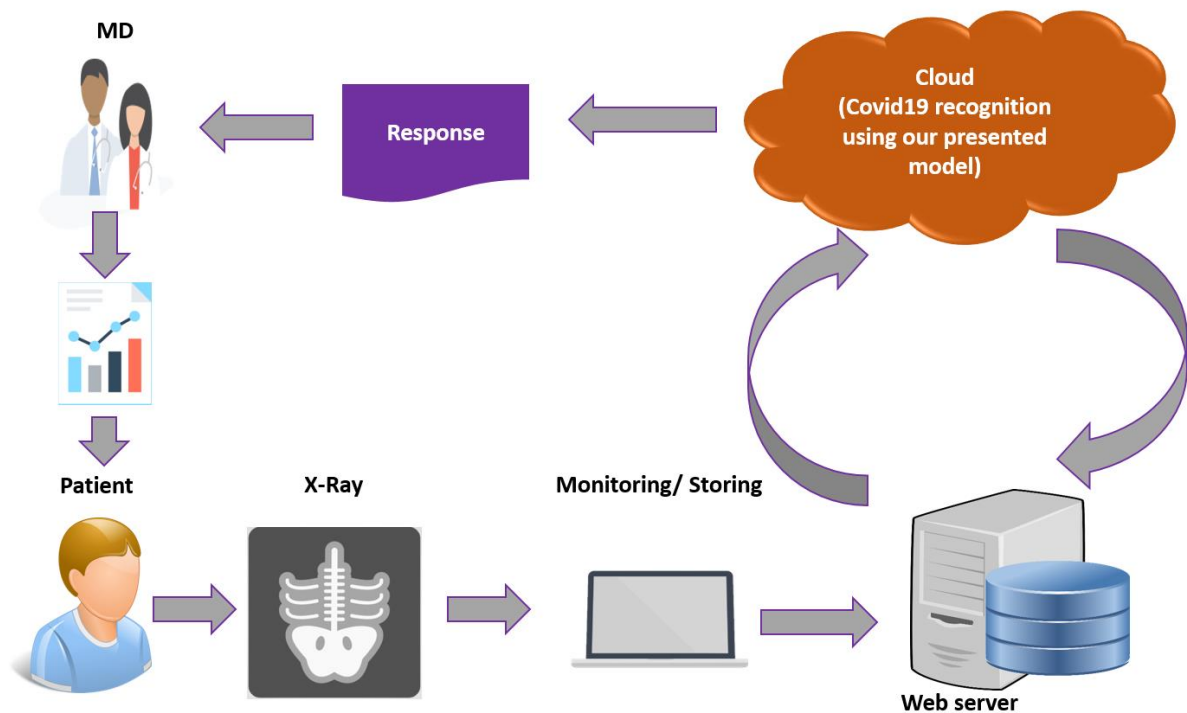 MD
Response
Cloud
(Covid19 recognition
using our presented
model)
Patient
X-Ray
Monitoring/ Storing
Web server